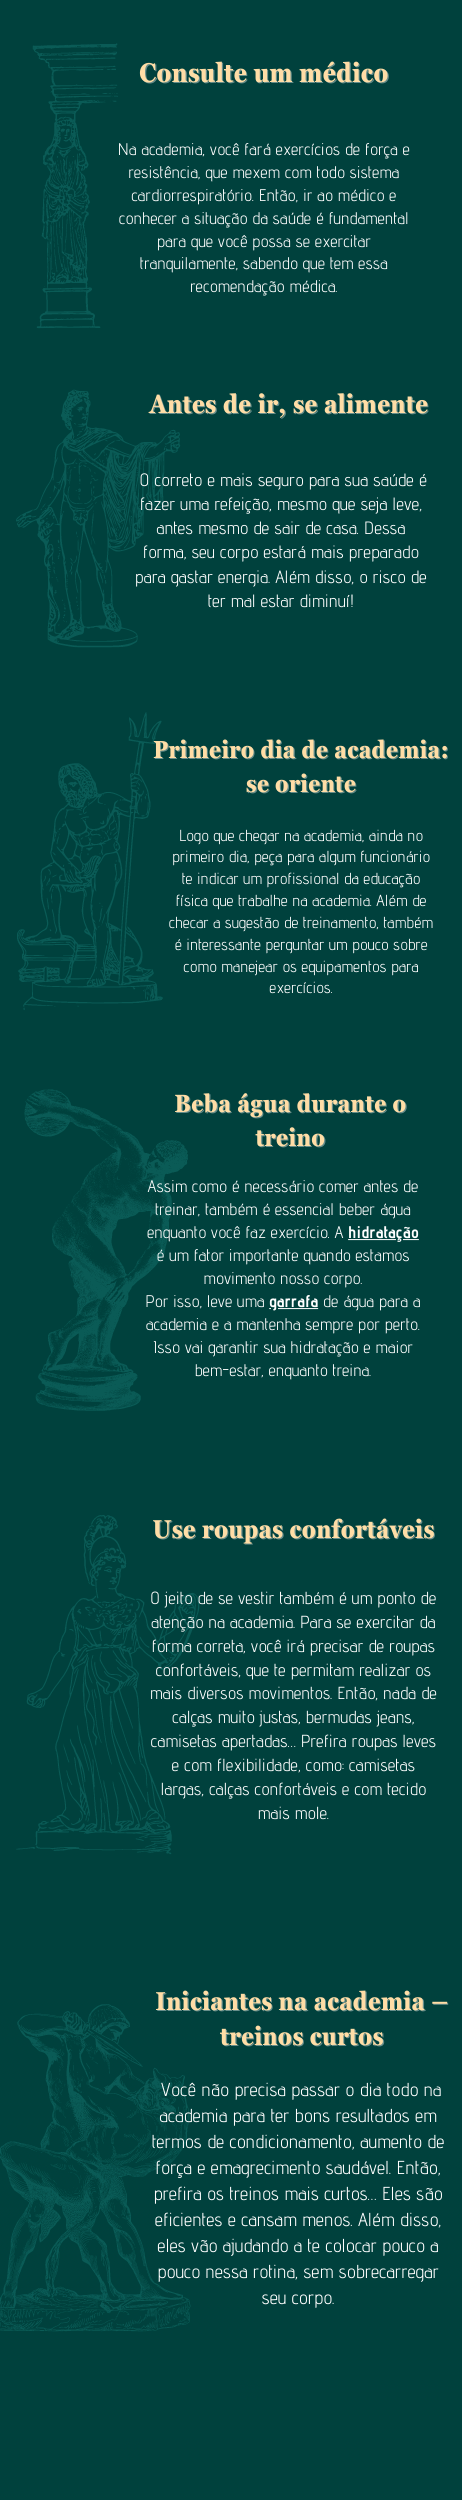 Consulte um médico
Na academia, você fará exercícios de força e
resistência, que mexem com todo sistema
cardiorrespiratório. Então, ir ao médico e
conhecer a situação da saúde é fundamental
para que você possa se exercitar
tranquilamente, sabendo que tem essa
recomendação médica.
Antes de ir, se alimente
O correto e mais seguro para sua saúde é
fazer uma refeição, mesmo que seja leve,
antes mesmo de sair de casa. Dessa
forma, seu corpo estará mais preparado
para gastar energia. Além disso, o risco de
ter mal estar diminuí!
Primeiro dia de academia:
se oriente
Logo que chegar na academia, ainda no
primeiro dia, peça para algum funcionário
te indicar um profissional da educação
física que trabalhe na academia. Além de
checar a sugestão de treinamento, também
é interessante perguntar um pouco sobre
como manejear os equipamentos para
exercícios.
Beba água durante o
treino
Assim como é necessário comer antes de
treinar, também é essencial beber água
enquanto você faz exercício. A hidratação
é um fator importante quando estamos
movimento nosso corpo.
Por isso, leve uma garrafa de água para a
academia e a mantenha sempre por perto.
Isso vai garantir sua hidratação e maior
bem-estar, enquanto treina.
Use roupas confortáveis
O jeito de se vestir também é um ponto de
atenção na academia. Para se exercitar da
forma correta, você irá precisar de roupas
confortáveis, que te permitam realizar os
mais diversos movimentos. Então, nada de
calças muito justas, bermudas jeans,
camisetas apertadas... Prefira roupas leves
e com flexibilidade, como: camisetas
largas, calças confortáveis e com tecido
mais mole.
Iniciantes na academia –
treinos curtos
Você não precisa passar o dia todo na
academia para ter bons resultados em
termos de condicionamento, aumento de
força e emagrecimento saudável. Então,
prefira os treinos mais curtos... Eles são
eficientes e cansam menos. Além disso,
eles vão ajudando a te colocar pouco a
pouco nessa rotina, sem sobrecarregar
seu corpo.